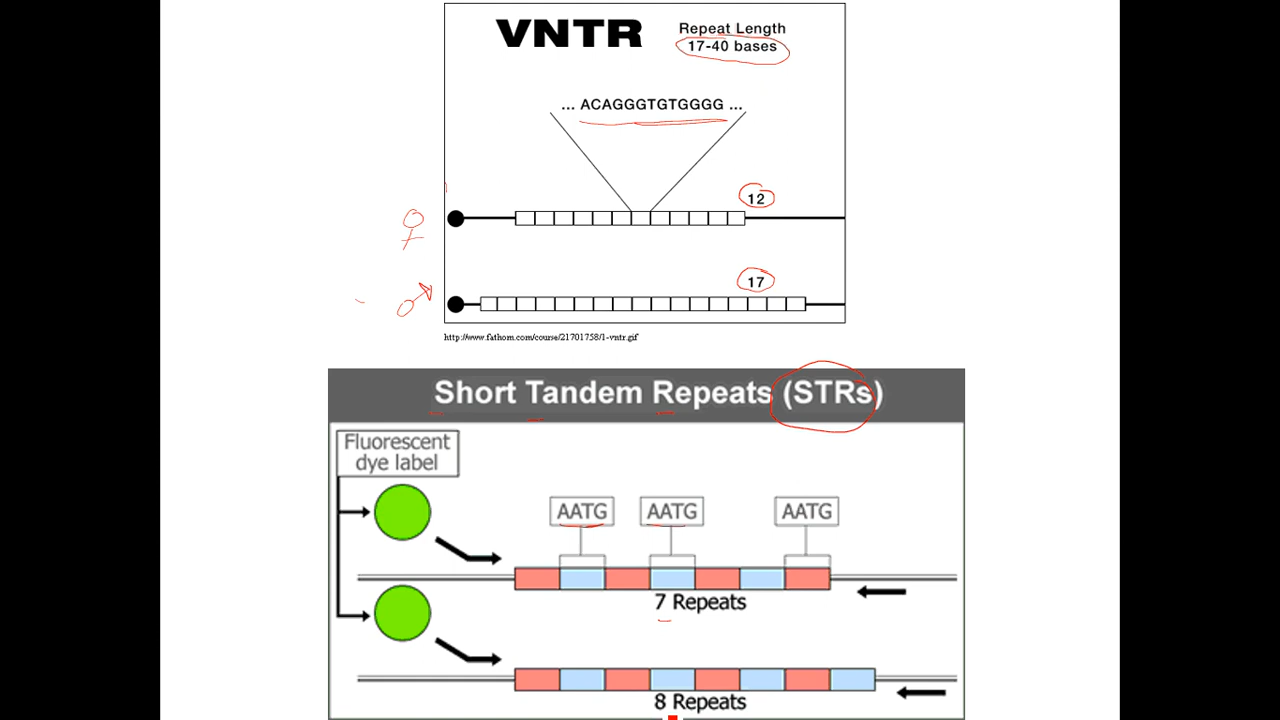 VNTR
Repeat Length
17-40 bases
... ACAGGGTGTGGGG ...
12
17
http://www.fathom.com/course/21701758/1-vntr.gif
Short Tandem Repeats (STRs)
Fluorescent
dye label
AATG AATG AATG
7 Repeats
8 Repeats